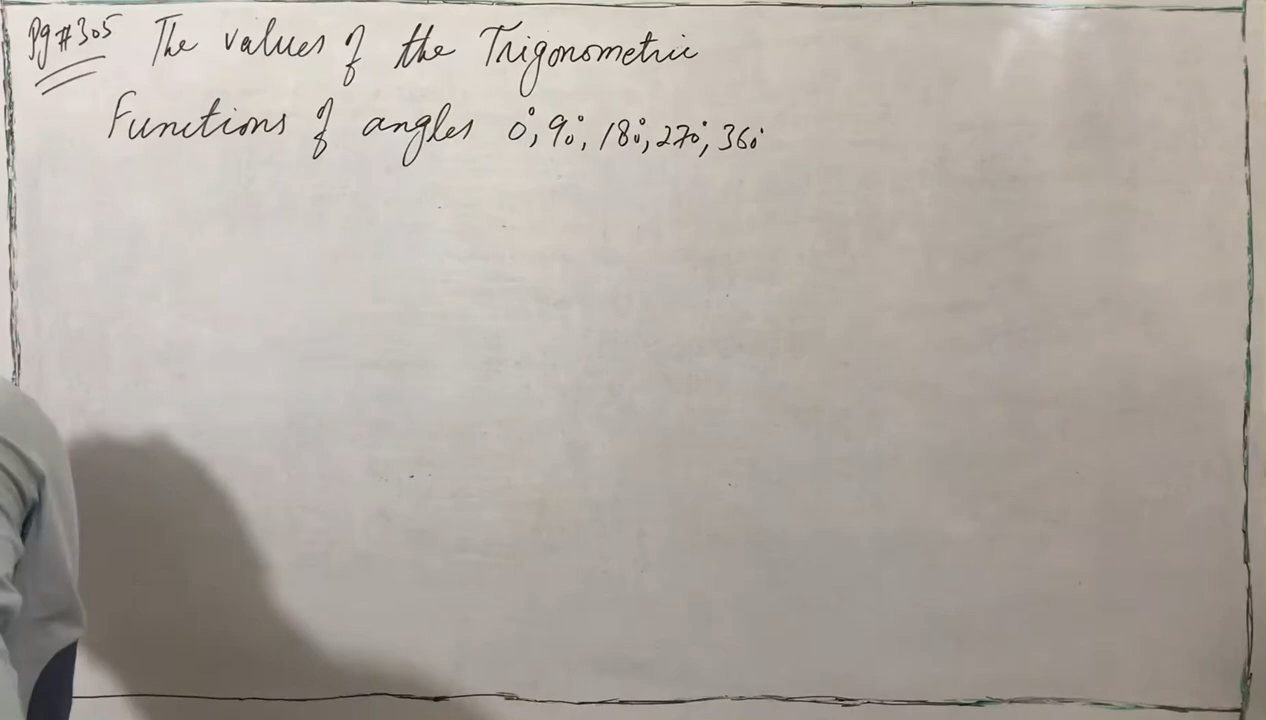 Pg#305 The values of the Trigonometric
Functions of angles 0°, 90°, 180°, 270°, 360°